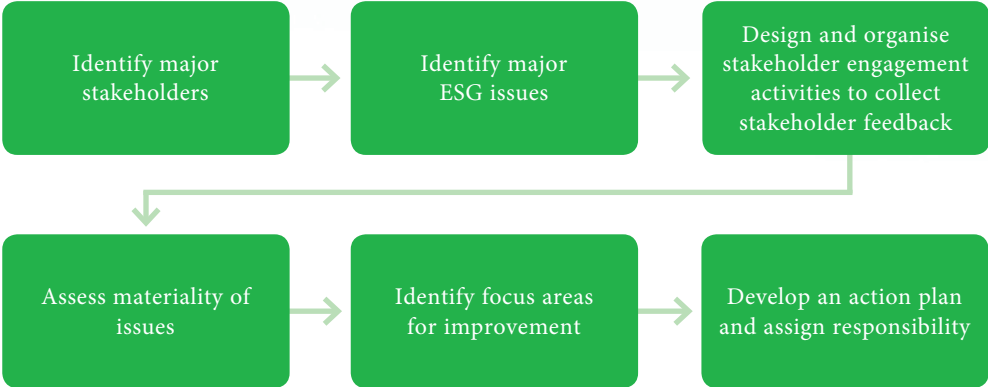 Identify major
stakeholders
Identify major
ESG issues
Design and organise
stakeholder engagement
activities to collect
stakeholder feedback
Assess materiality of
issues
Identify focus areas
for improvement
Develop an action plan
and assign responsibility